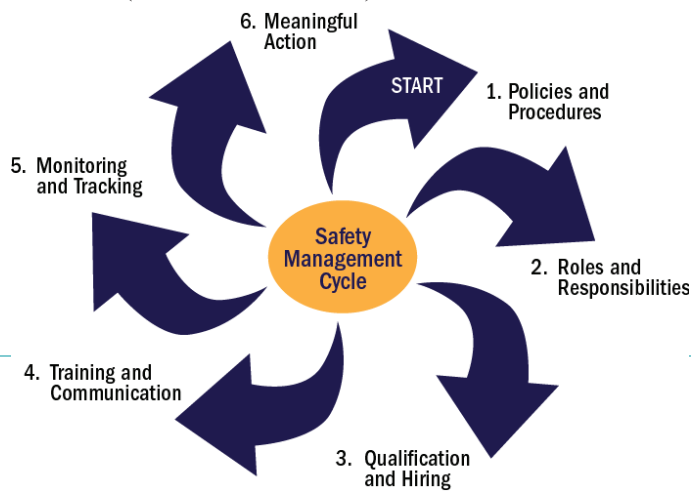 6. Meaningful
Action
START
1. Policies and
Procedures
5. Monitoring
and Tracking
Safety
Management
Cycle
2. Roles and
Responsibilities
4. Training and
Communication
3. Qualification
and Hiring